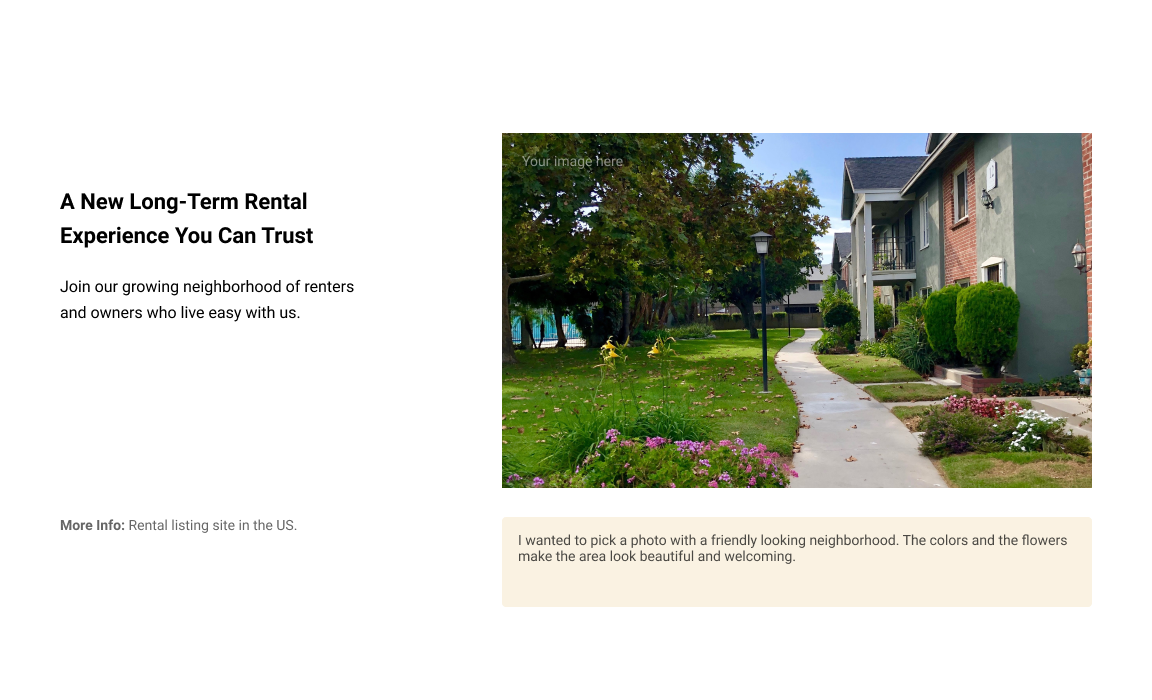 Your image here
A New Long-Term Rental
Experience You Can Trust
Join our growing neighborhood of renters
and owners who live easy with us.
More Info: Rental listing site in the US.
I wanted to pick a photo with a friendly looking neighborhood. The colors and the flowers
make the area look beautiful and welcoming.